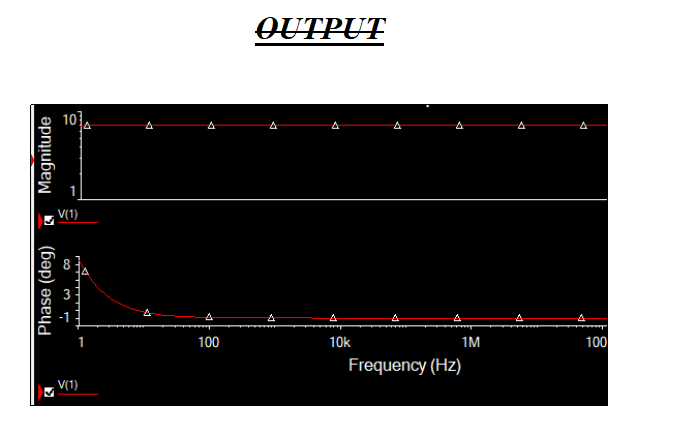 OUTPUT
10
Magnitude
1
V(1)
Phase (deg)
8
3
-1
1 100 10k 1M 100
Frequency (Hz)
V(1)